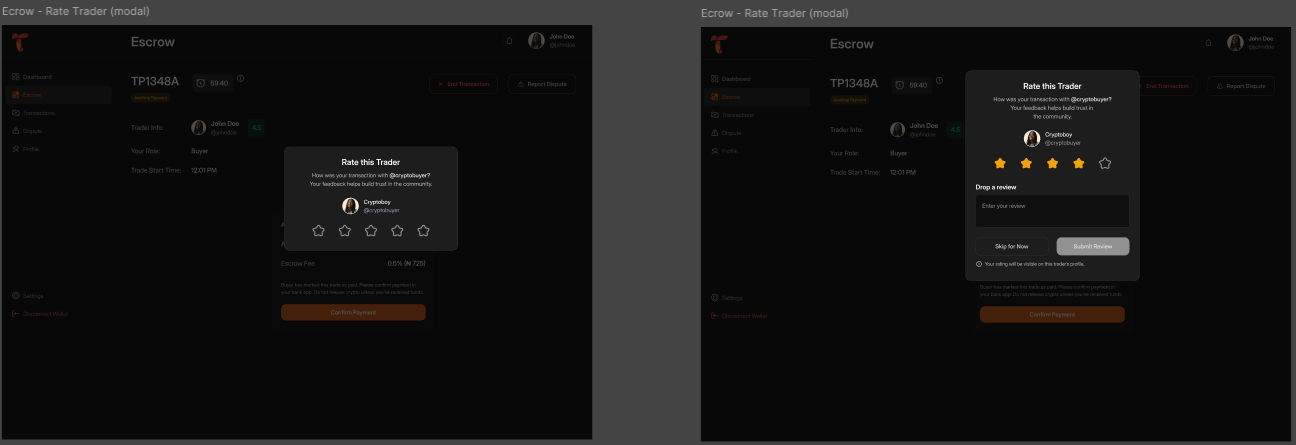 Ecrow - Rate Trader (modal)
Escrow
John Doe
@johndoe
Dashboard
Escrow
Transactions
Dispute
Profile
Settings
Disconnect Wallet
TP1348A
59:40
Awaiting Payment
End Transaction
Report Dispute
Trader Info:
John Doe
@johndoe
4.5
Your Role:
Buyer
Trade Start Time:
12:01 PM
Rate this Trader
How was your transaction with @cryptobuyer?
Your feedback helps build trust in the community.
Cryptoboy
@cryptobuyer
Escrow Fee
0.5% (₦ 725)
Buyer has marked this trade as paid. Please confirm payment in
your bank app. Do not release crypto unless you've received funds.
Confirm Payment
Ecrow - Rate Trader (modal)
Escrow
John Doe
@johndoe
Dashboard
Escrow
Transactions
Dispute
Profile
Settings
Disconnect Wallet
TP1348A
59:40
Awaiting Payment
End Transaction
Report Dispute
Trader Info:
John Doe
@johndoe
4.5
Your Role:
Buyer
Trade Start Time:
12:01 PM
Rate this Trader
How was your transaction with @cryptobuyer?
Your feedback helps build trust in
the community.
Cryptoboy
@cryptobuyer
Drop a review
Enter your review
Skip for Now
Submit Review
Your rating will be visible on this trader's profile.
Buyer has marked this trade as paid. Please confirm payment in
your bank app. Do not release crypto unless you've received funds.
Confirm Payment